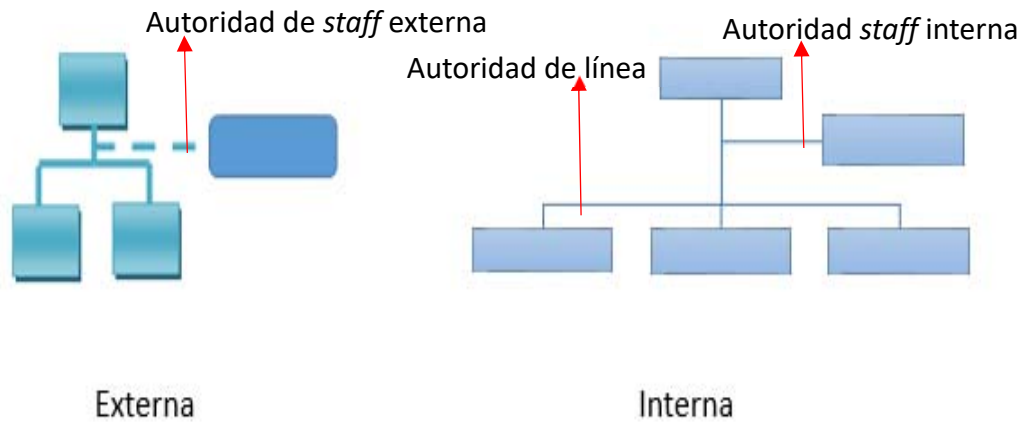 Autoridad de staff externa
Autoridad staff interna
Autoridad de línea
Externa
Interna